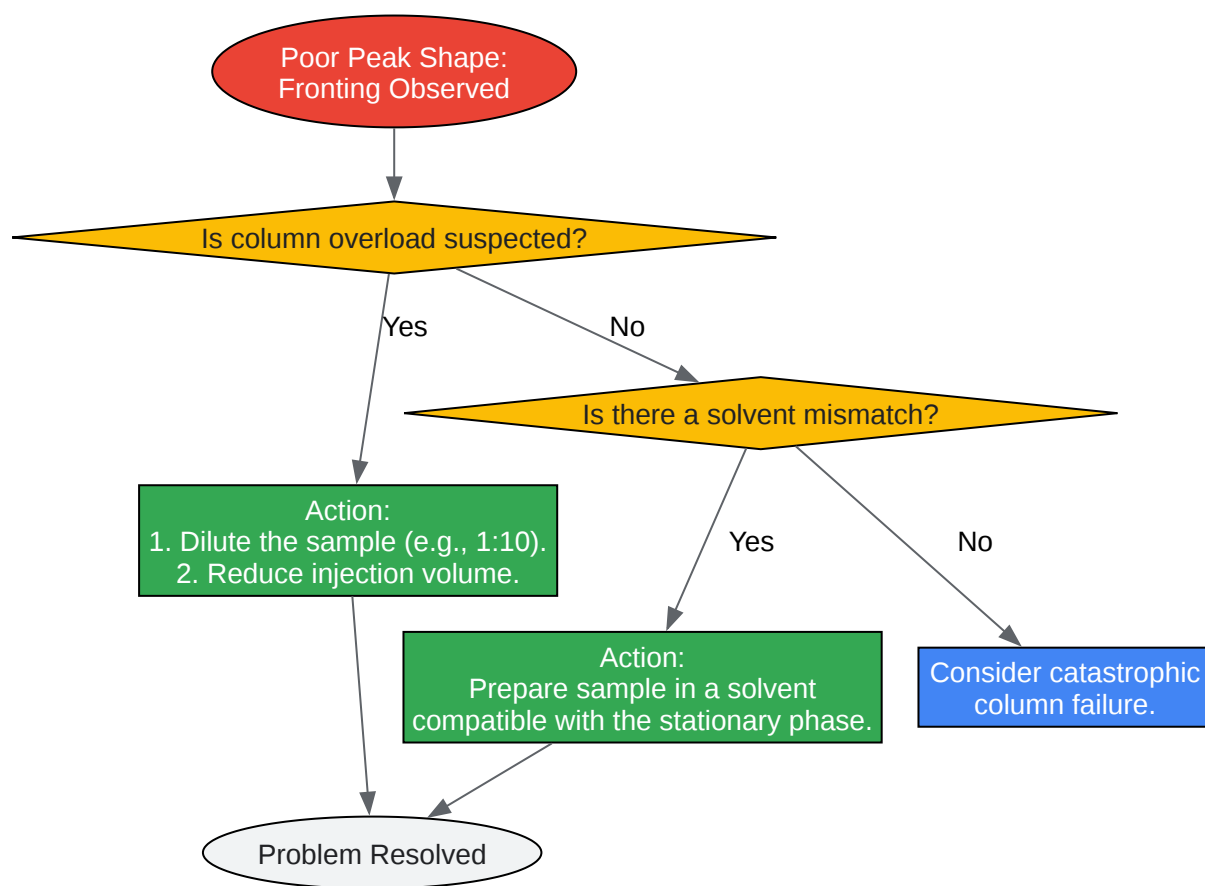 Poor Peak Shape:
Fronting Observed
Is column overload suspected?
Yes
No
Is there a solvent mismatch?
Action:
1. Dilute the sample (e.g., 1:10).
2. Reduce injection volume.
Yes
No
Action:
Prepare sample in a solvent
compatible with the stationary phase.
Consider catastrophic
column failure.
Problem Resolved